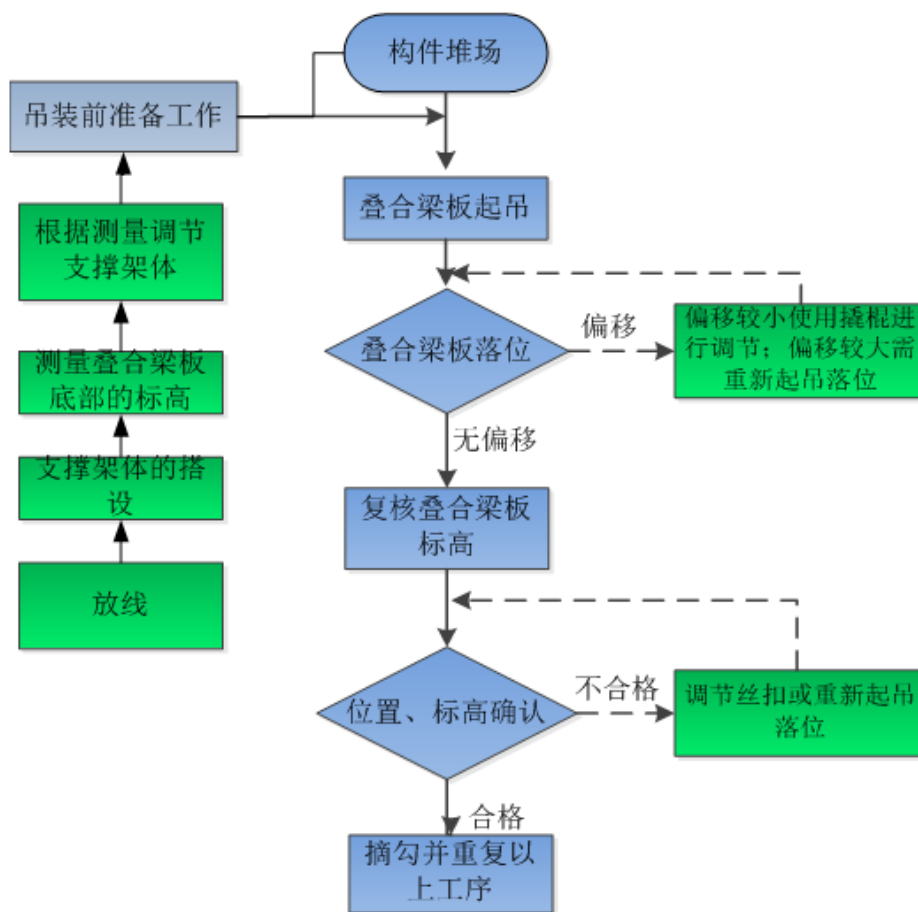 构件堆场
吊装前准备工作
叠合梁板起吊
根据测量调节
支撑架体
叠合梁板落位
偏移
偏移较小使用撬棍进
行调节；偏移较大需
重新起吊落位
测量叠合梁板
底部的标高
无偏移
支撑架体的搭
设
复核叠合梁板
标高
放线
位置、标高确认
不合格
调节丝扣或重新起吊
落位
合格
摘勾并重复以
上工序